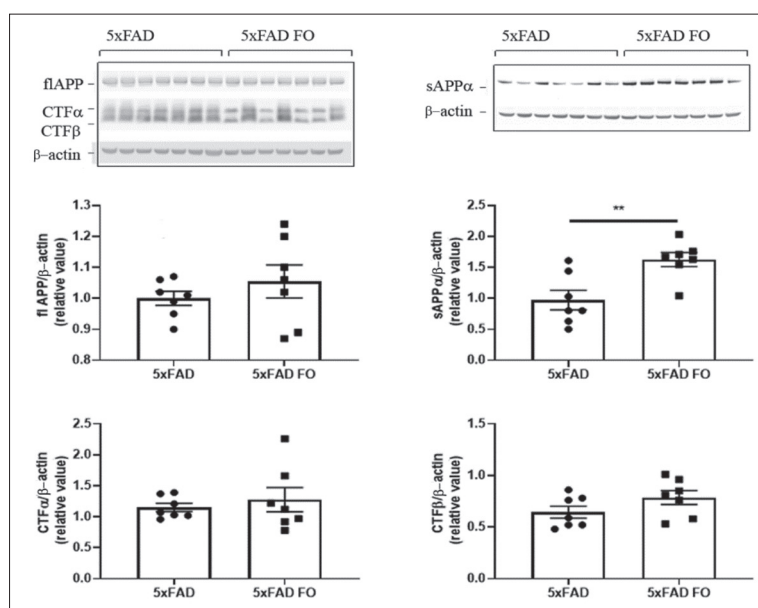 5xFAD 5xFAD FO
flAPP
CTFα
CTFβ
β-actin
5xFAD 5xFAD FO
sAPPα
β-actin
fl APP/β-actin
(relative value)
1.3
1.2
1.1
1.0
0.9
0.8
5xFAD 5xFAD FO
sAPPα/β-actin
(relative value)
2.5
2.0
1.5
1.0
0.5
0.0
**
5xFAD 5xFAD FO
CTFα/β-actin
(relative value)
2.5
2.0
1.5
1.0
0.5
0.0
5xFAD 5xFAD FO
CTFβ/β-actin
(relative value)
1.5
1.0
0.5
0.0
5xFAD 5xFAD FO